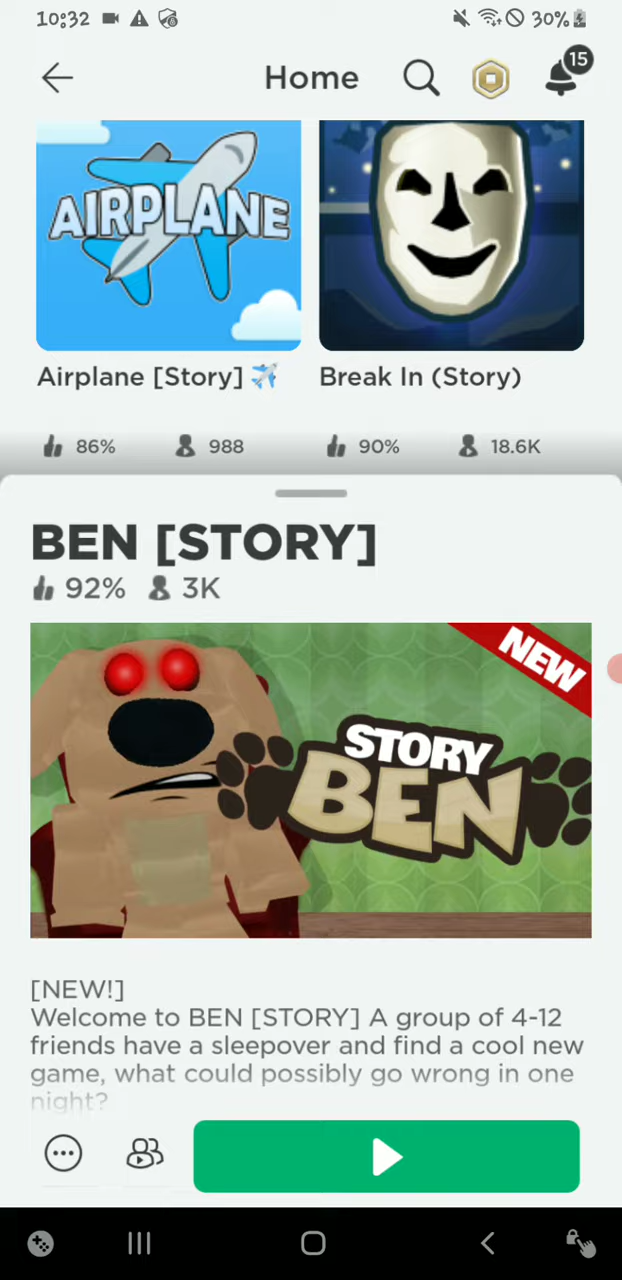 10:32
30%
Home
15
AIRPLANE
Airplane [Story] ✈️
Break In (Story)
86%
988
90%
18.6K
BEN [STORY]
92%
3K
NEW
STORY
BEN
[NEW!]
Welcome to BEN [STORY] A group of 4-12
friends have a sleepover and find a cool new
game, what could possibly go wrong in one
night?